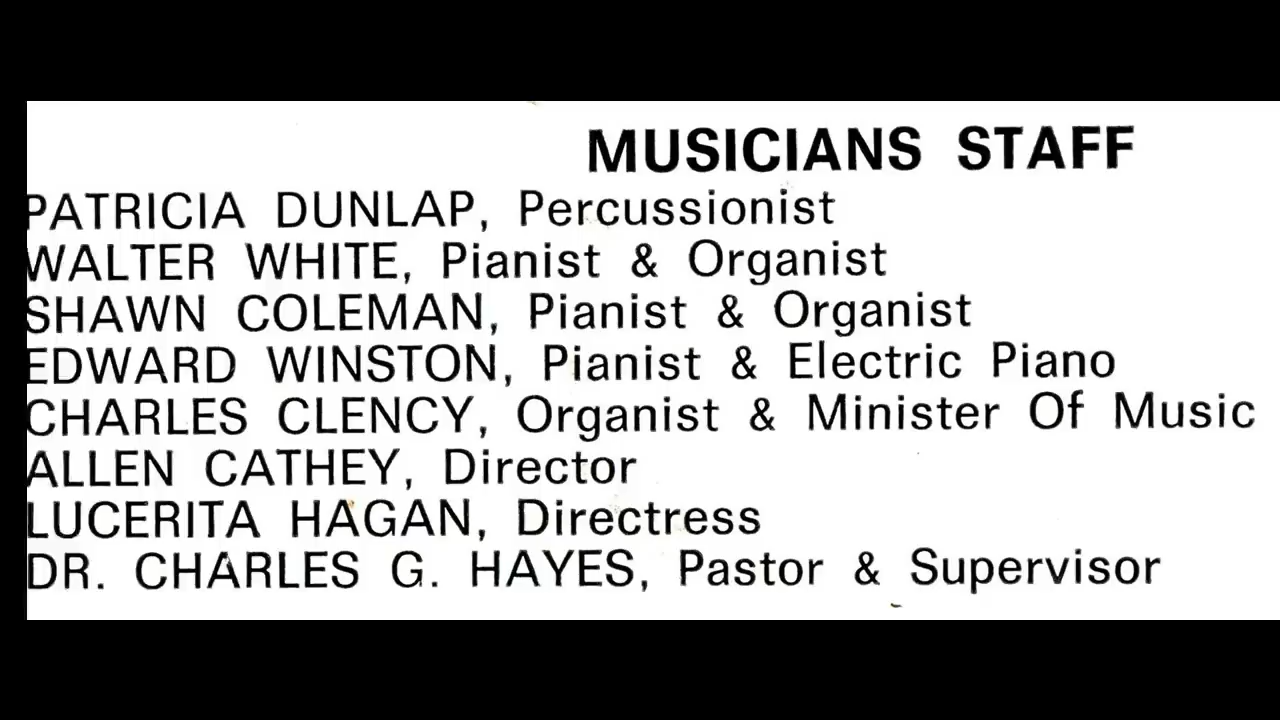 MUSICIANS STAFF
PATRICIA DUNLAP, Percussionist
WALTER WHITE, Pianist & Organist
SHAWN COLEMAN, Pianist & Organist
EDWARD WINSTON, Pianist & Electric Piano
CHARLES CLENCY, Organist & Minister Of Music
ALLEN CATHEY, Director
LUCERITA HAGAN, Directress
DR. CHARLES G. HAYES, Pastor & Supervisor